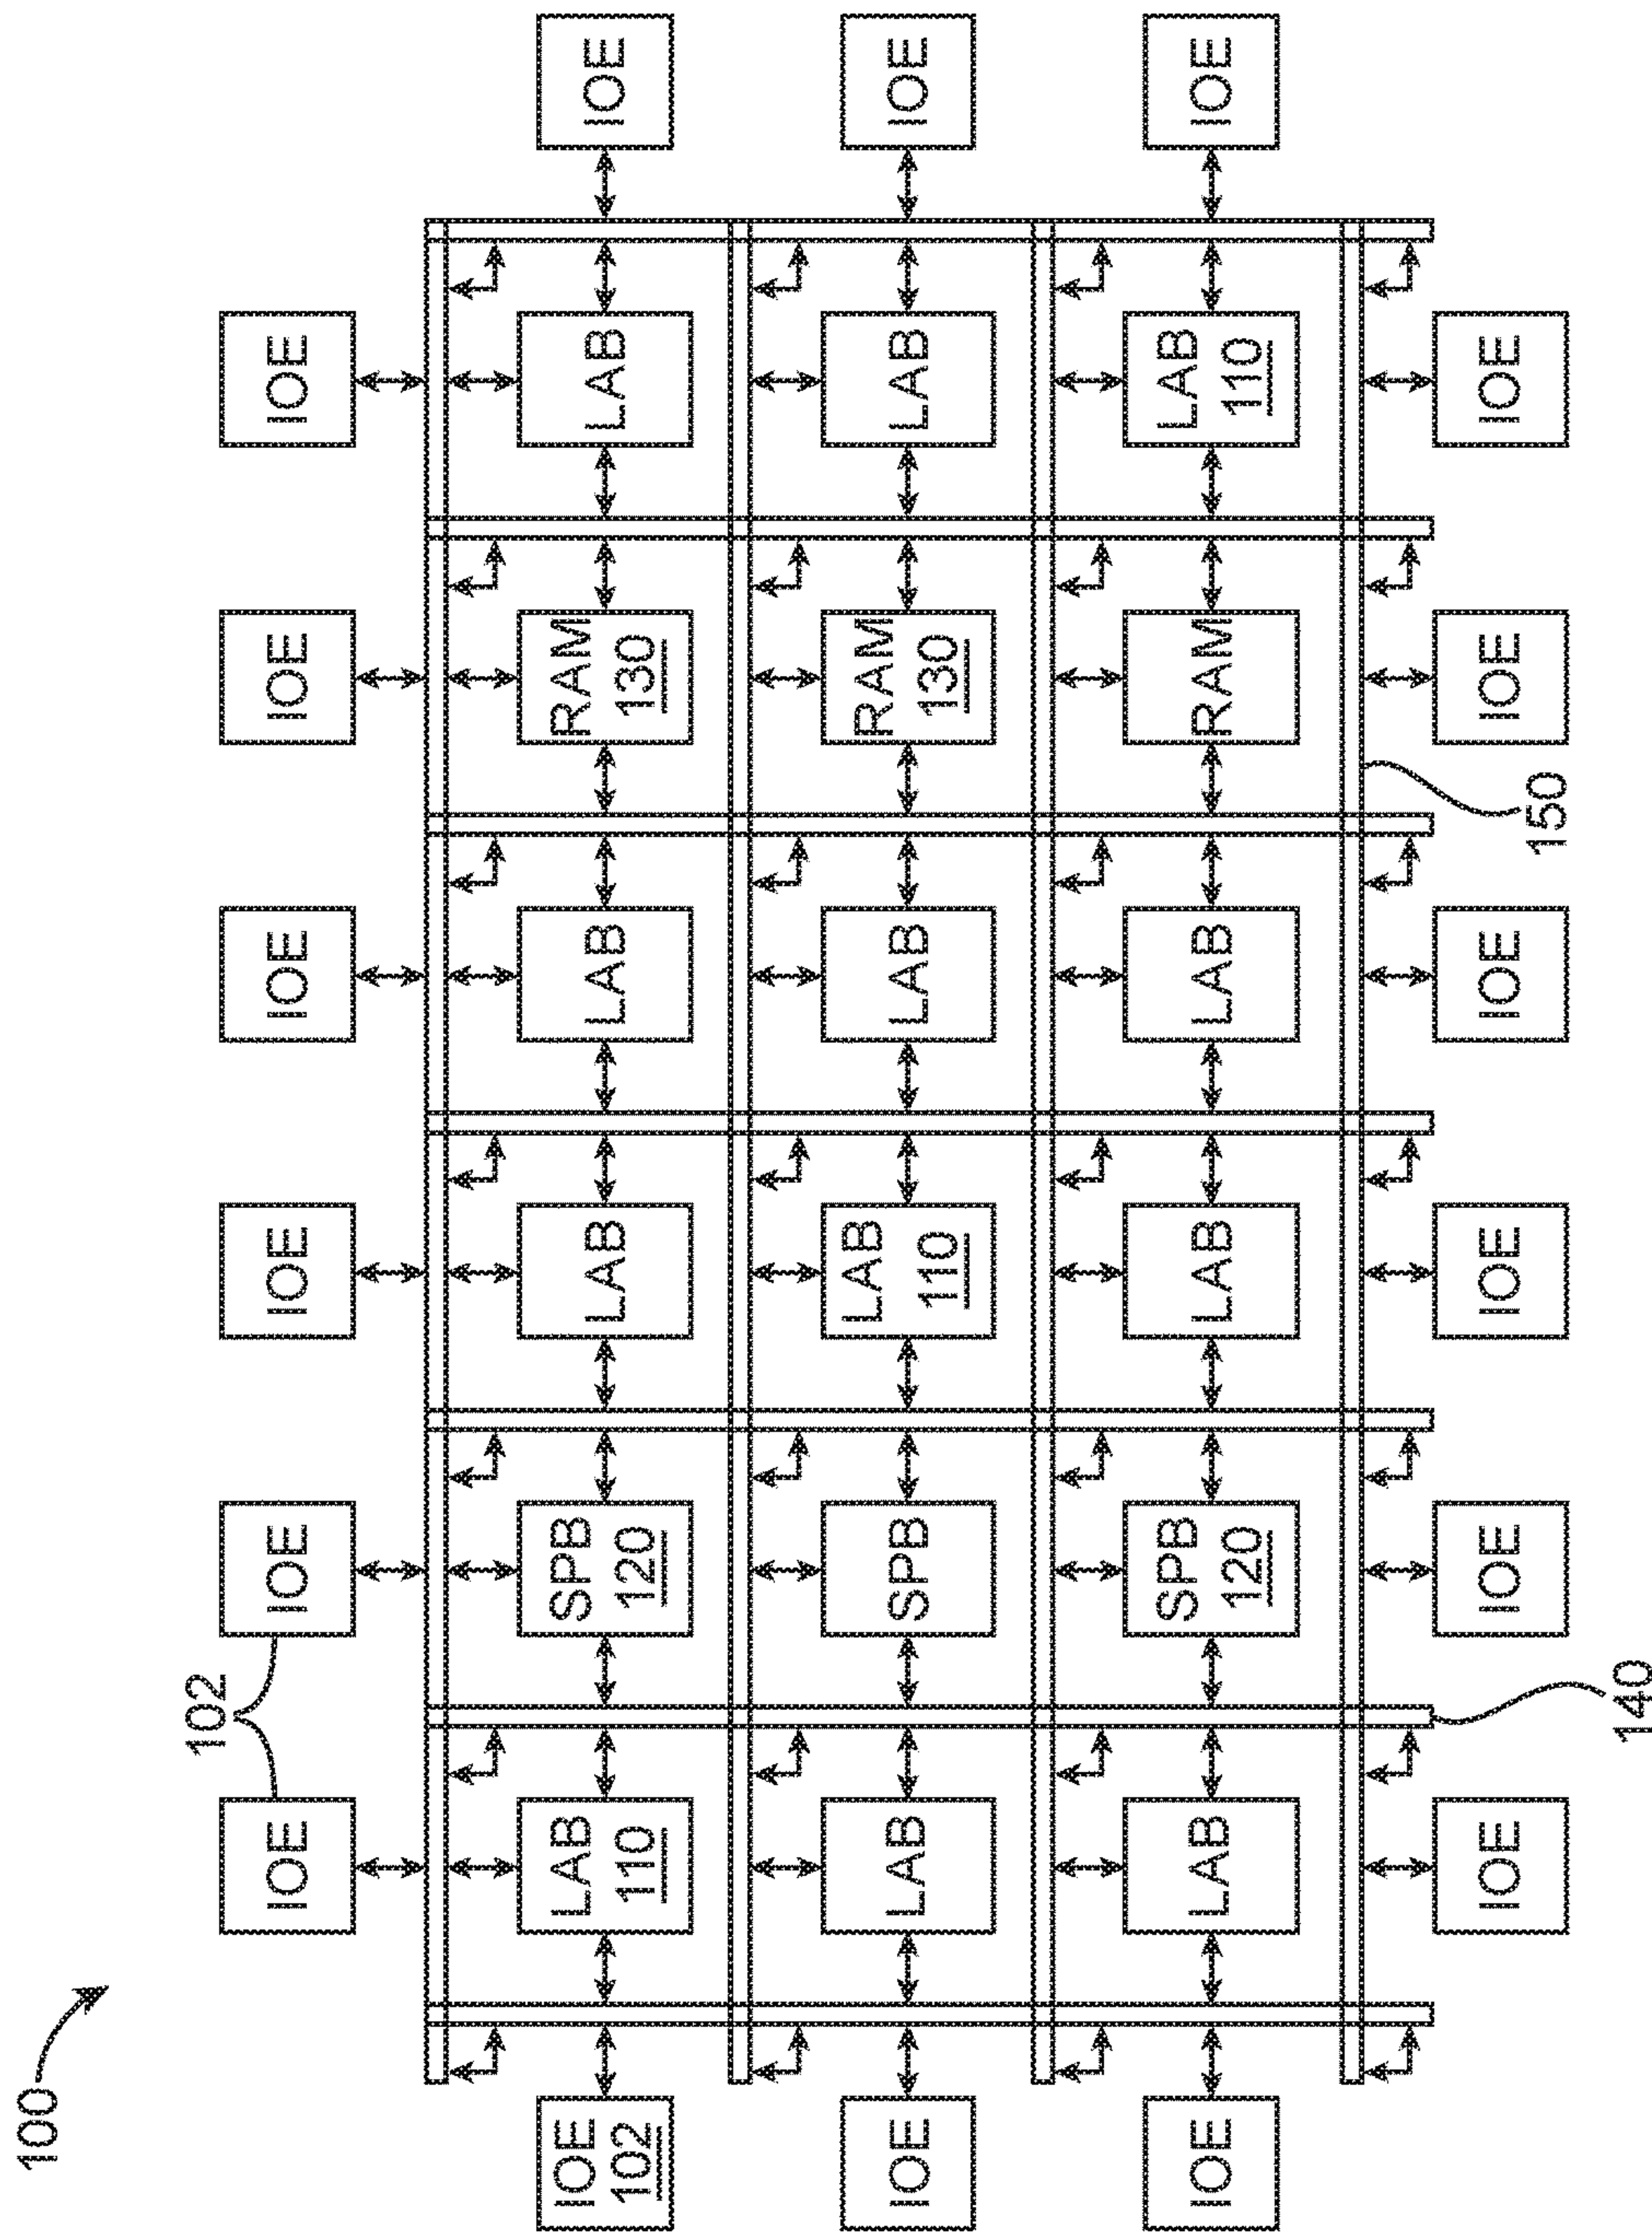 100
102
IOE IOE IOE IOE IOE IOE
IOE LAB SPB LAB LAB RAM LAB IOE
102 110 120 130
IOE LAB SPB LAB LAB RAM LAB IOE
110 130
IOE LAB SPB LAB LAB RAM LAB IOE
120 110
IOE IOE IOE IOE IOE IOE
150
140